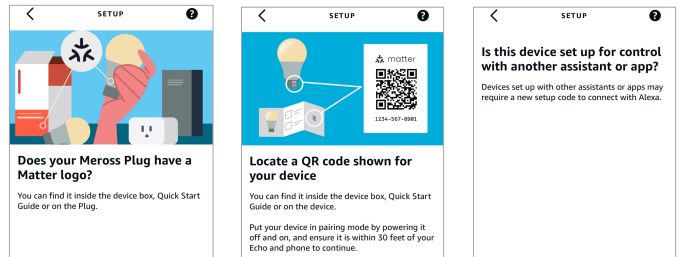 SETUP
?
Does your Meross Plug have a
Matter logo?
You can find it inside the device box, Quick Start
Guide or on the Plug.
SETUP
?
matter
1234-567-8901
Locate a QR code shown for
your device
You can find it inside the device box, Quick Start
Guide or on the device.
Put your device in pairing mode by powering it
off and on, and ensure it is within 30 feet of your
Echo and phone to continue.
SETUP
?
Is this device set up for control
with another assistant or app?
Devices set up with other assistants or apps may
require a new setup code to connect with Alexa.